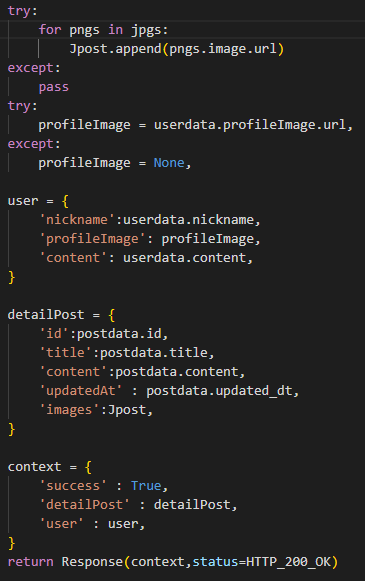 try:
    for pngs in jpgs:
        Jpost.append(pngs.image.url)
except:
    pass
try:
    profileImage = userdata.profileImage.url,
except:
    profileImage = None,

user = {
    'nickname':userdata.nickname,
    'profileImage': profileImage,
    'content': userdata.content,
}

detailPost = {
    'id':postdata.id,
    'title':postdata.title,
    'content':postdata.content,
    'updatedAt' : postdata.updated_dt,
    'images':Jpost,
}

context = {
    'success' : True,
    'detailPost' : detailPost,
    'user' : user,
}
return Response(context,status=HTTP_200_OK)